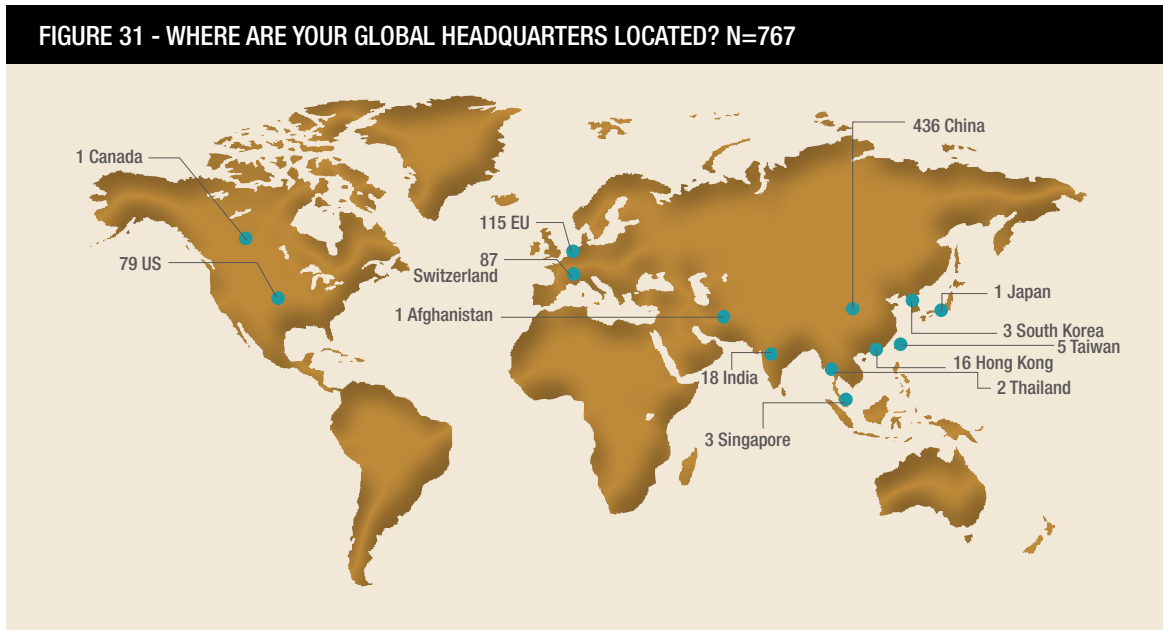 FIGURE 31 - WHERE ARE YOUR GLOBAL HEADQUARTERS LOCATED? N=767
436 China
1 Canada
115 EU
79 US
87
Switzerland
1 Afghanistan
1 Japan
3 South Korea
5 Taiwan
16 Hong Kong
18 India
2 Thailand
3 Singapore